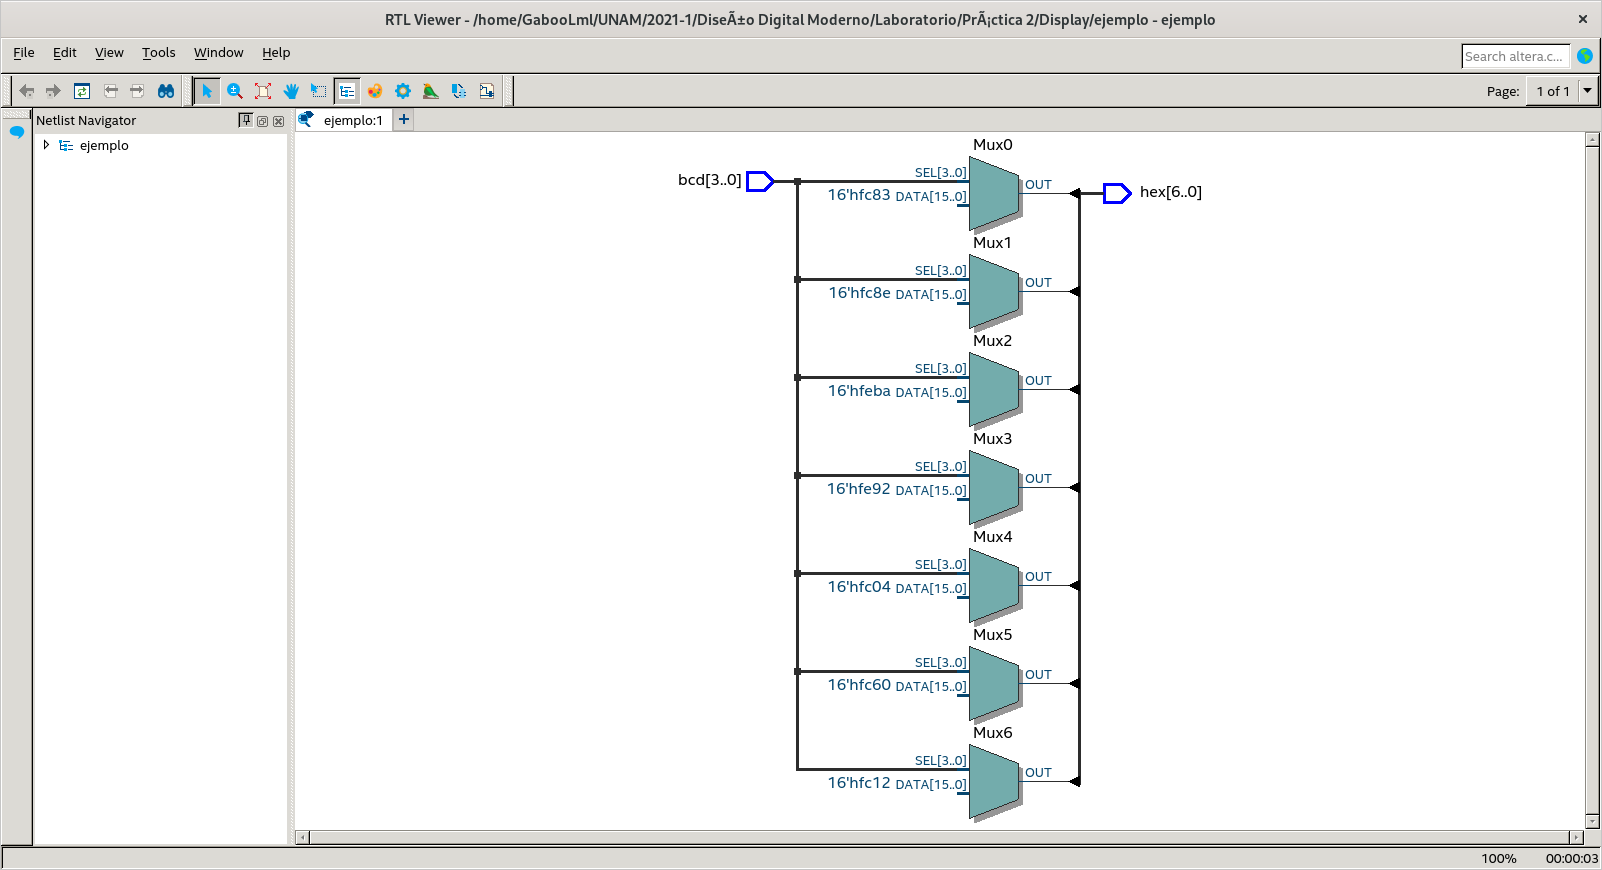 RTL Viewer - /home/GabooLml/UNAM/2021-1/DiseÃ±o Digital Moderno/Laboratorio/PrÃ¡ctica 2/Display/ejemplo - ejemplo
File Edit View Tools Window Help
Search altera.c...
Page: 1 of 1
Netlist Navigator
ejemplo:1
ejemplo
Mux0
bcd[3..0]
SEL[3..0]
OUT
hex[6..0]
16'hfc83 DATA[15..0]
Mux1
SEL[3..0]
OUT
16'hfc8e DATA[15..0]
Mux2
SEL[3..0]
OUT
16'hfeba DATA[15..0]
Mux3
SEL[3..0]
OUT
16'hfe92 DATA[15..0]
Mux4
SEL[3..0]
OUT
16'hfc04 DATA[15..0]
Mux5
SEL[3..0]
OUT
16'hfc60 DATA[15..0]
Mux6
SEL[3..0]
OUT
16'hfc12 DATA[15..0]
100% 00:00:03